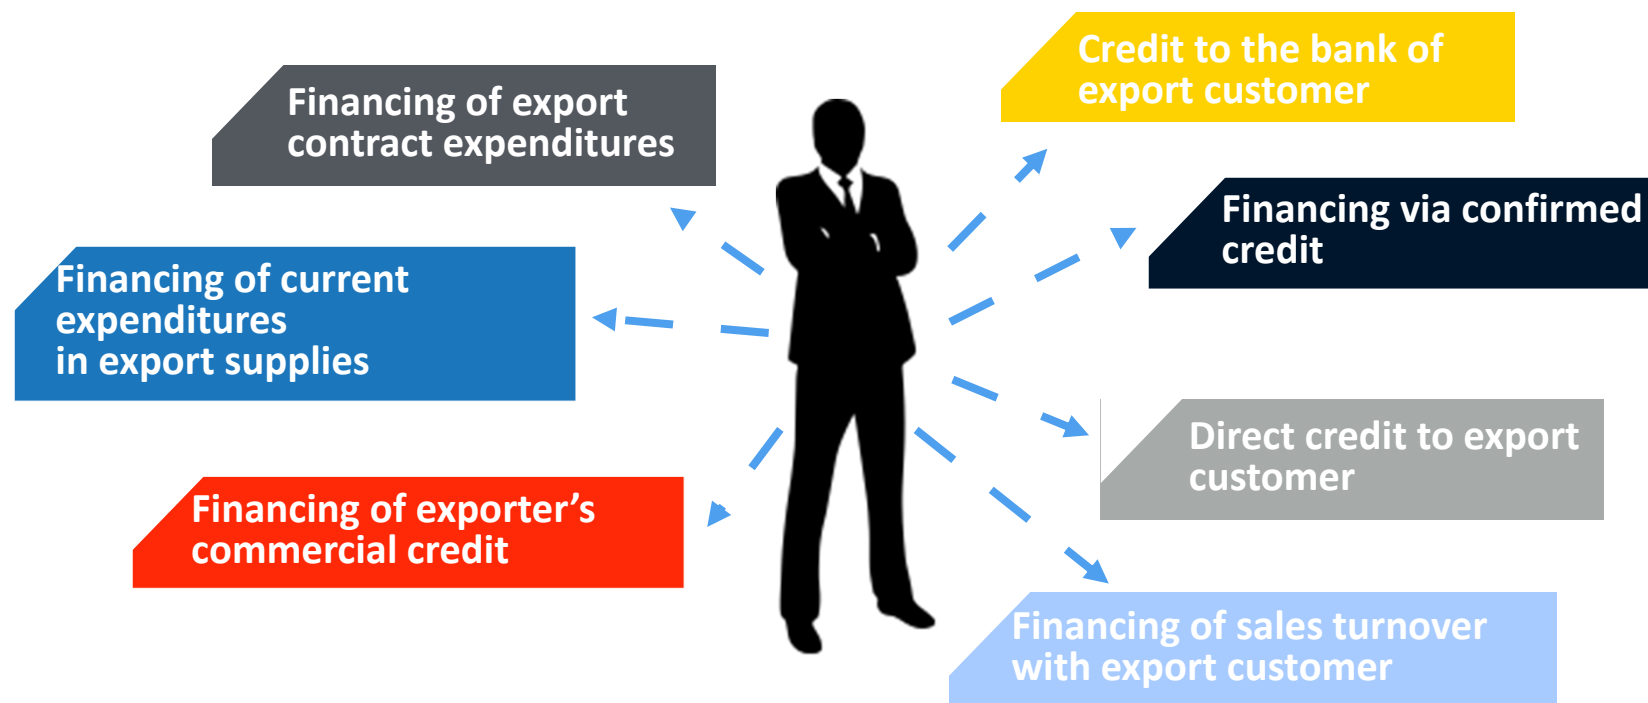 Financing of export
contract expenditures
Financing of current
expenditures
in export supplies
Financing of exporter’s
commercial credit
Credit to the bank of
export customer
Financing via confirmed
credit
Direct credit to export
customer
Financing of sales turnover
with export customer